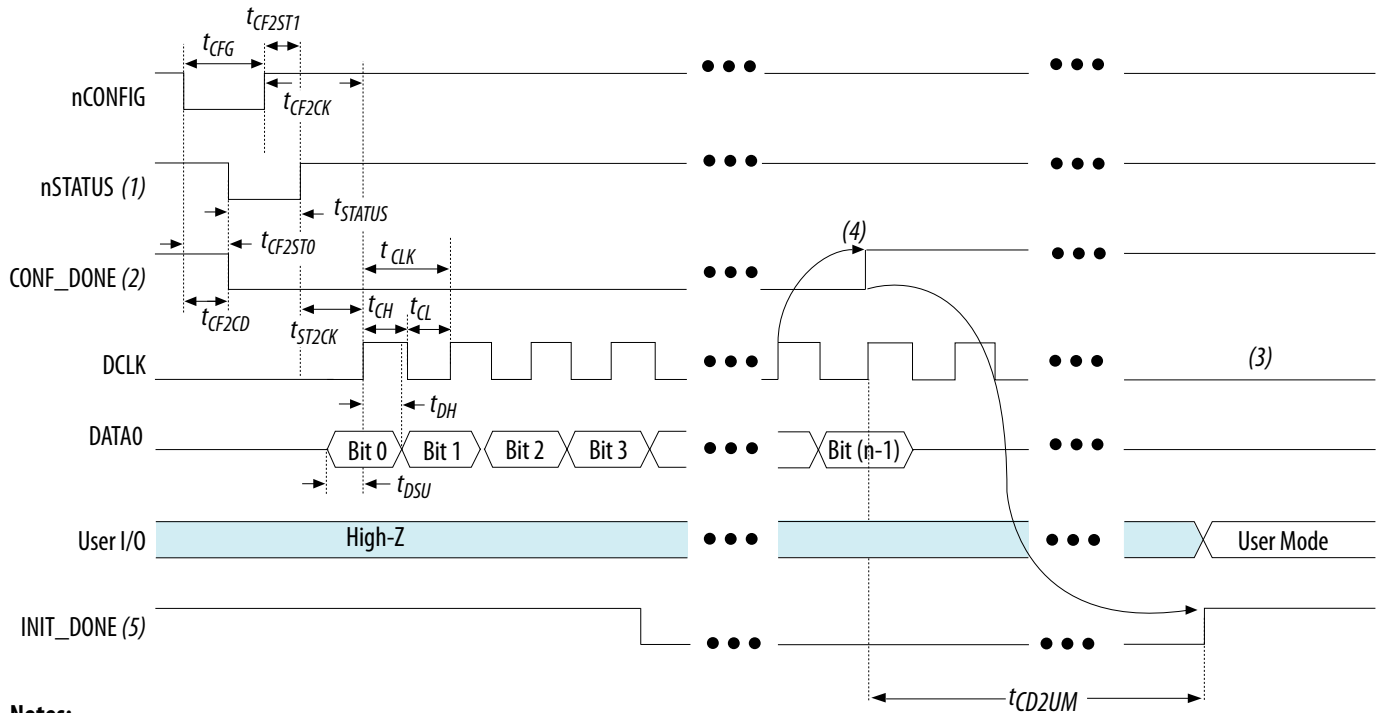 tCF2ST1
tCFG
nCONFIG
tCF2CK
nSTATUS (1)
tSTATUS
tCF2ST0
CONF_DONE (2)
tCLK
(4)
tCF2CD
tST2CK
tCH
tCL
DCLK
(3)
tDH
DATA0
Bit 0
Bit 1
Bit 2
Bit 3
Bit (n-1)
tDSU
User I/O
High-Z
User Mode
INIT_DONE (5)
tCD2UM
Notes: